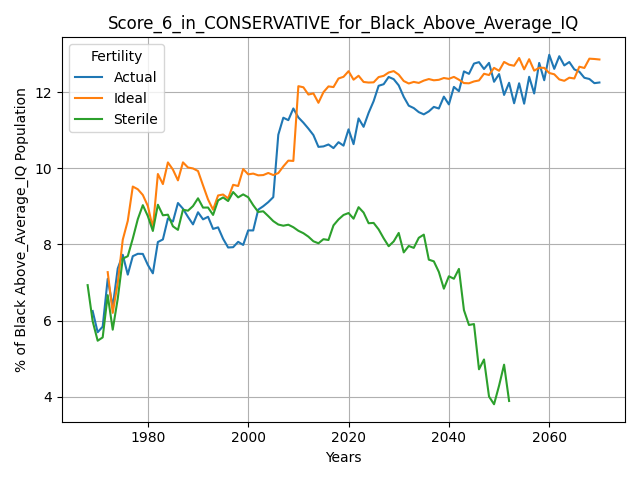 Score_6_in_CONSERVATIVE_for_Black_Above_Average_IQ
% of Black Above_Average_IQ Population
Fertility
Actual
Ideal
Sterile
12
10
8
6
4
1980 2000 2020 2040 2060
Years